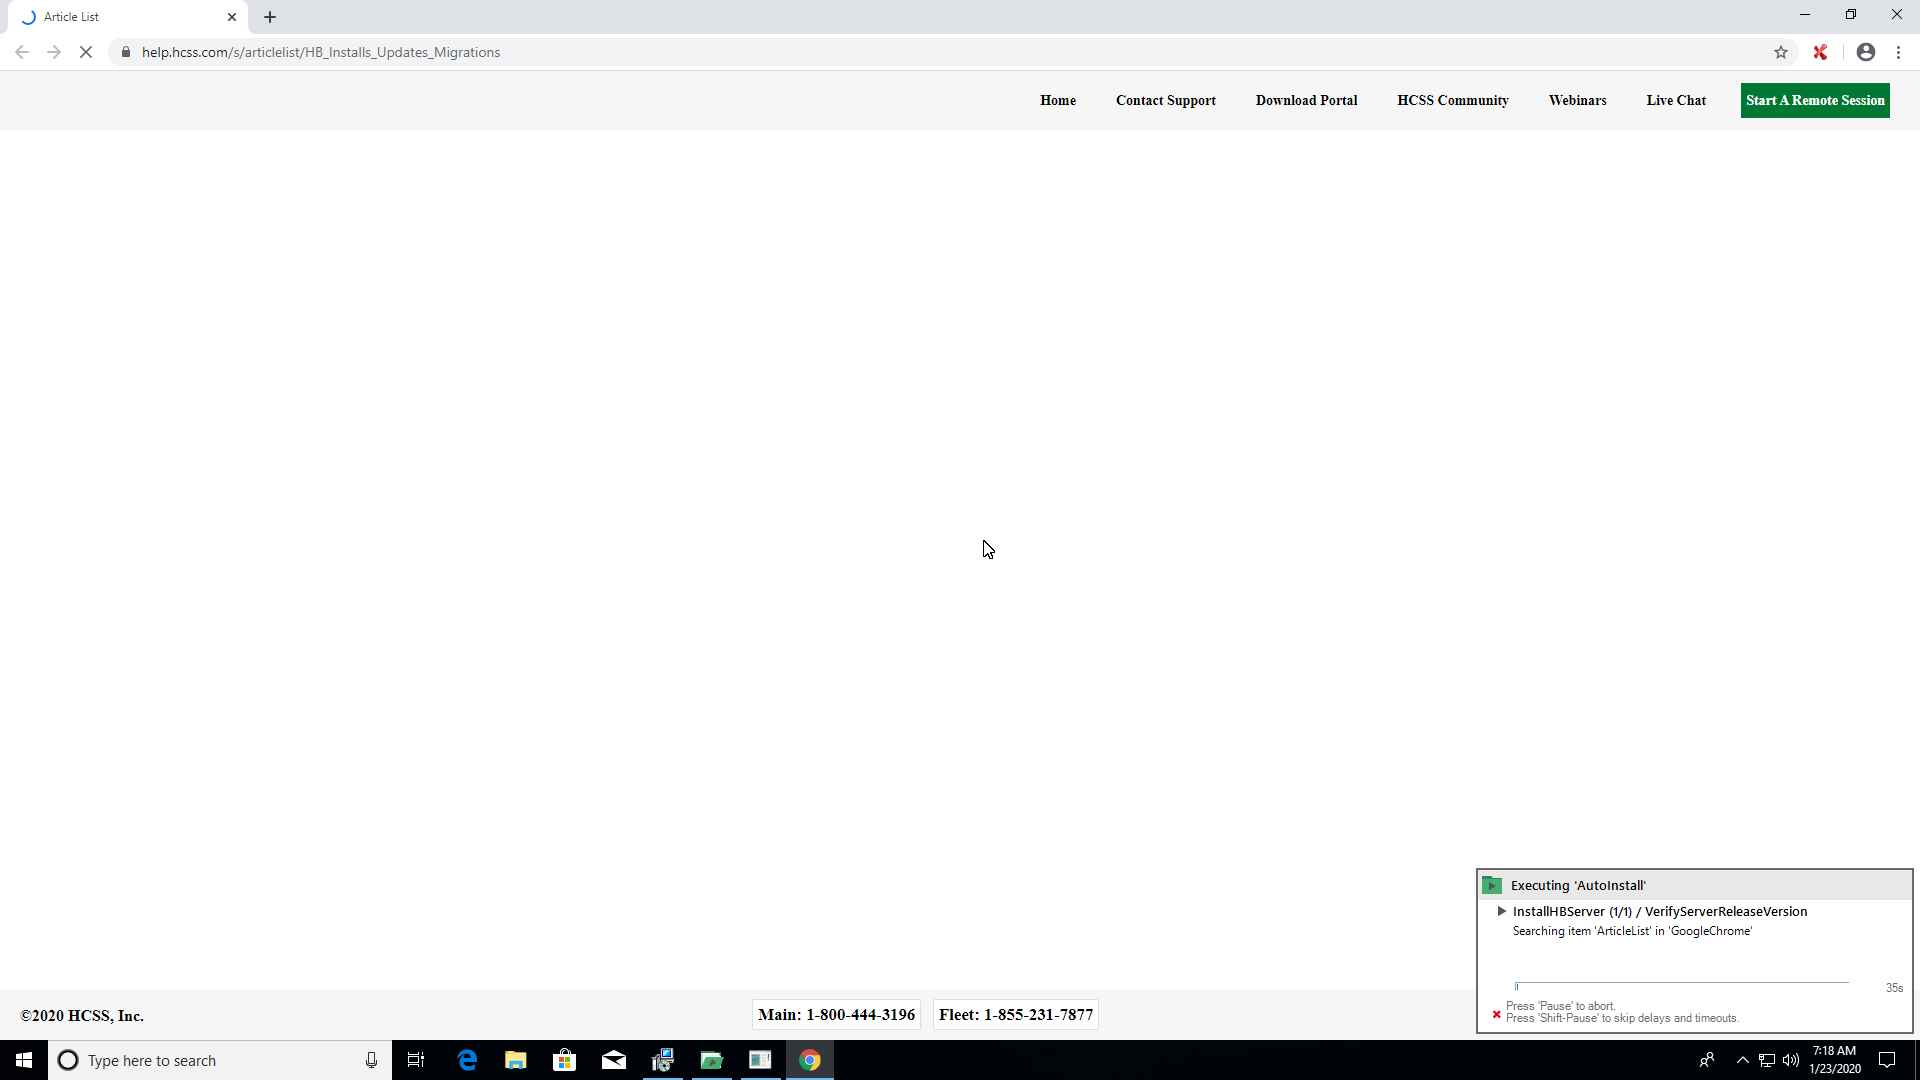 Article List
help.hcss.com/s/articlelist/HB_Installs_Updates_Migrations
Home Contact Support Download Portal HCSS Community Webinars Live Chat Start A Remote Session
Executing 'AutoInstall'
InstallHBServer (1/1) / VerifyServerReleaseVersion
Searching item 'ArticleList' in 'GoogleChrome'
35s
Press 'Pause' to abort.
Press 'Shift-Pause' to skip delays and timeouts.
©2020 HCSS, Inc. Main: 1-800-444-3196 Fleet: 1-855-231-7877
Type here to search
7:18 AM
1/23/2020